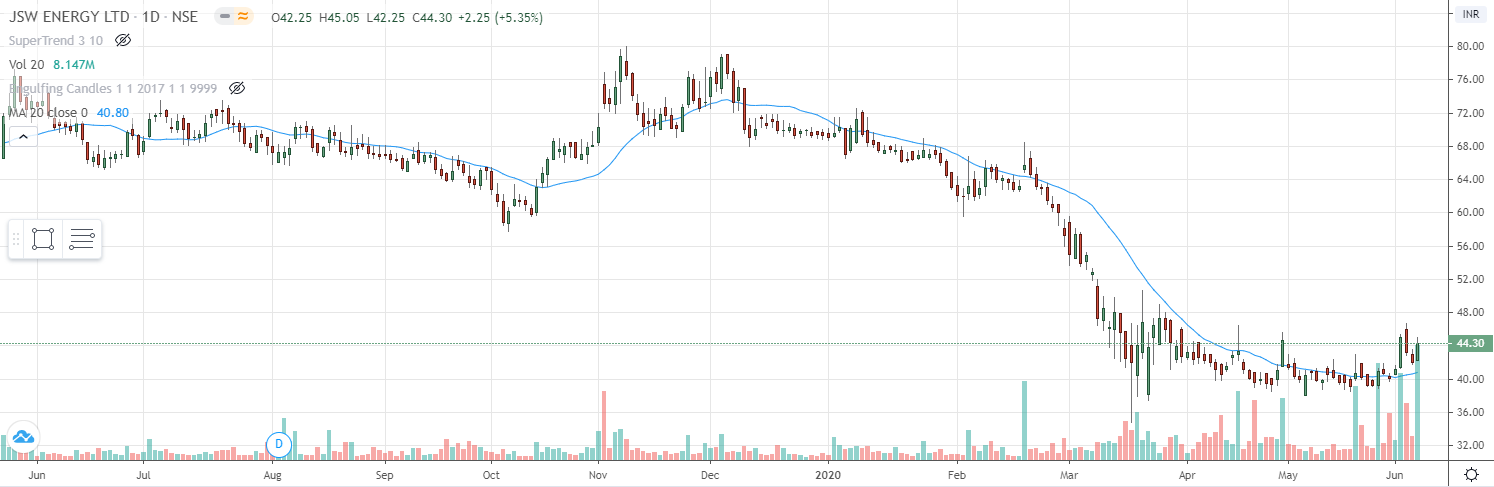 JSW ENERGY LTD · 1D · NSE O42.25 H45.05 L42.25 C44.30 +2.25 (+5.35%)
SuperTrend 3 10
Vol 20 8.147M
Engulfing Candles 1 1 2017 1 1 9999
MA 20 close 0 40.80
INR
80.00
76.00
72.00
68.00
64.00
60.00
56.00
52.00
48.00
44.30
40.00
36.00
32.00
D
Jun Jul Aug Sep Oct Nov Dec 2020 Feb Mar Apr May Jun